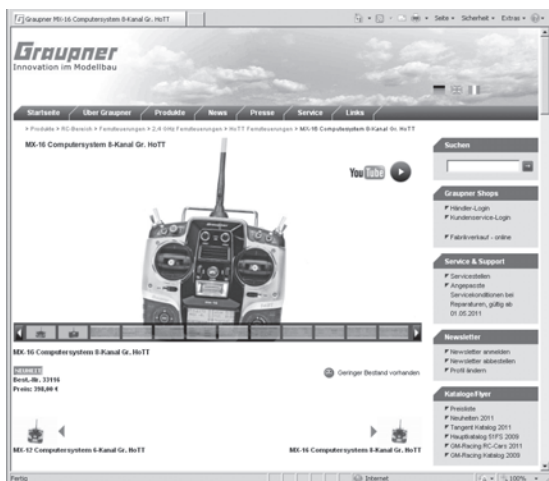 Graupner MX-16 Computersystem 8-Kanal Gr. HoTT
Seite Sicherheit Extras
Graupner
Innovation im Modellbau
Startseite Über Graupner Produkte News Presse Service Links
Produkte RC-Bereich Fernsteuerungen 2,4 GHz Fernsteuerungen HoTT Fernsteuerungen MX-16 Computersystem 8-Kanal Gr. HoTT
MX-16 Computersystem 8-Kanal Gr. HoTT
YouTube
MX-16 Computersystem 8-Kanal Gr. HoTT
NEUHEIT
Best.-Nr. 33116
Geringer Bestand vorhanden
MX-12 Computersystem 6-Kanal Gr. HoTT
MX-16 Computersystem 8-Kanal Gr. HoTT
Suchen
Graupner Shops
Händler-Login
Kundenservice-Login
Fabrikverkauf - online
Service & Support
Servicestellen
Angepasste
Servicekonditionen bei
Reparaturen, gültig ab
01.05.2011
Newsletter
Newsletter anmelden
Newsletter abbestellen
Profil ändern
Kataloge/Flyer
Preisliste
Neuheiten 2011
Tangent Katalog 2011
Hauptkatalog 51FS 2009
GM-Racing RC-Cars 2011
GM-Racing Katalog 2008
Fertig Internet 100%